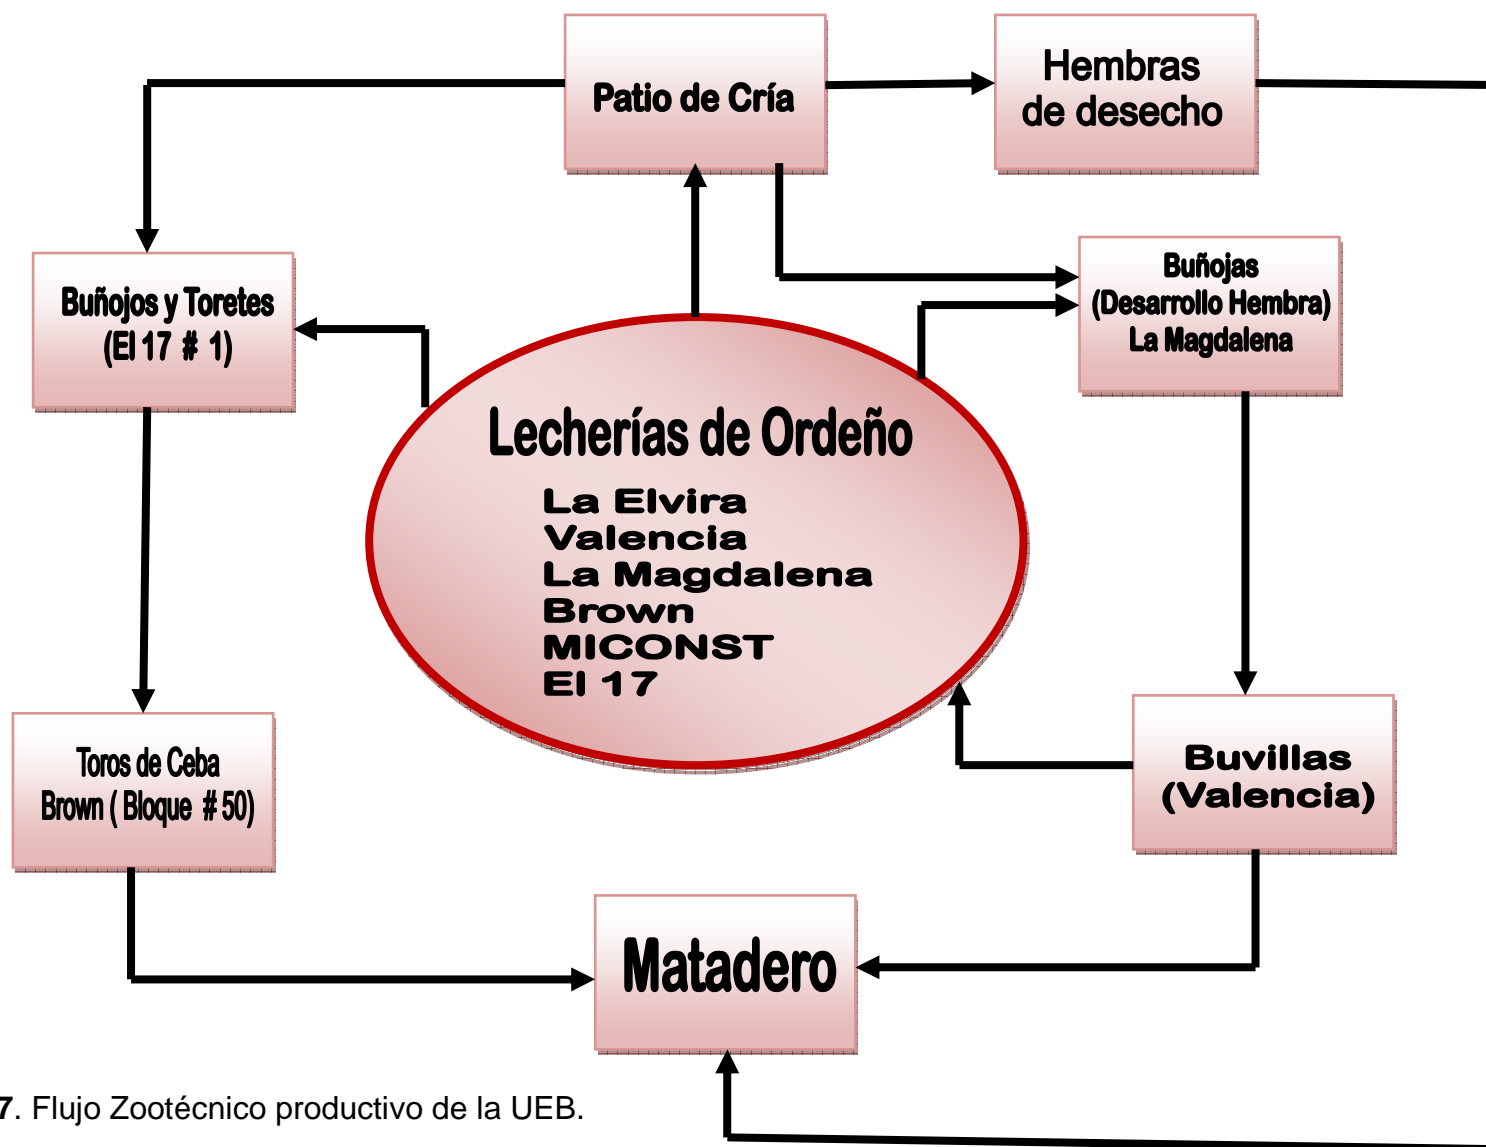 Patio de Cría
Hembras
de desecho
Buñojos y Toretes
(El 17 # 1)
Buñojas
(Desarrollo Hembra)
La Magdalena
Lecherías de Ordeño
La Elvira
Valencia
La Magdalena
Brown
MICONST
El 17
Toros de Ceba
Brown ( Bloque # 50)
Buvillas
(Valencia)
Matadero
7. Flujo Zootécnico productivo de la UEB.